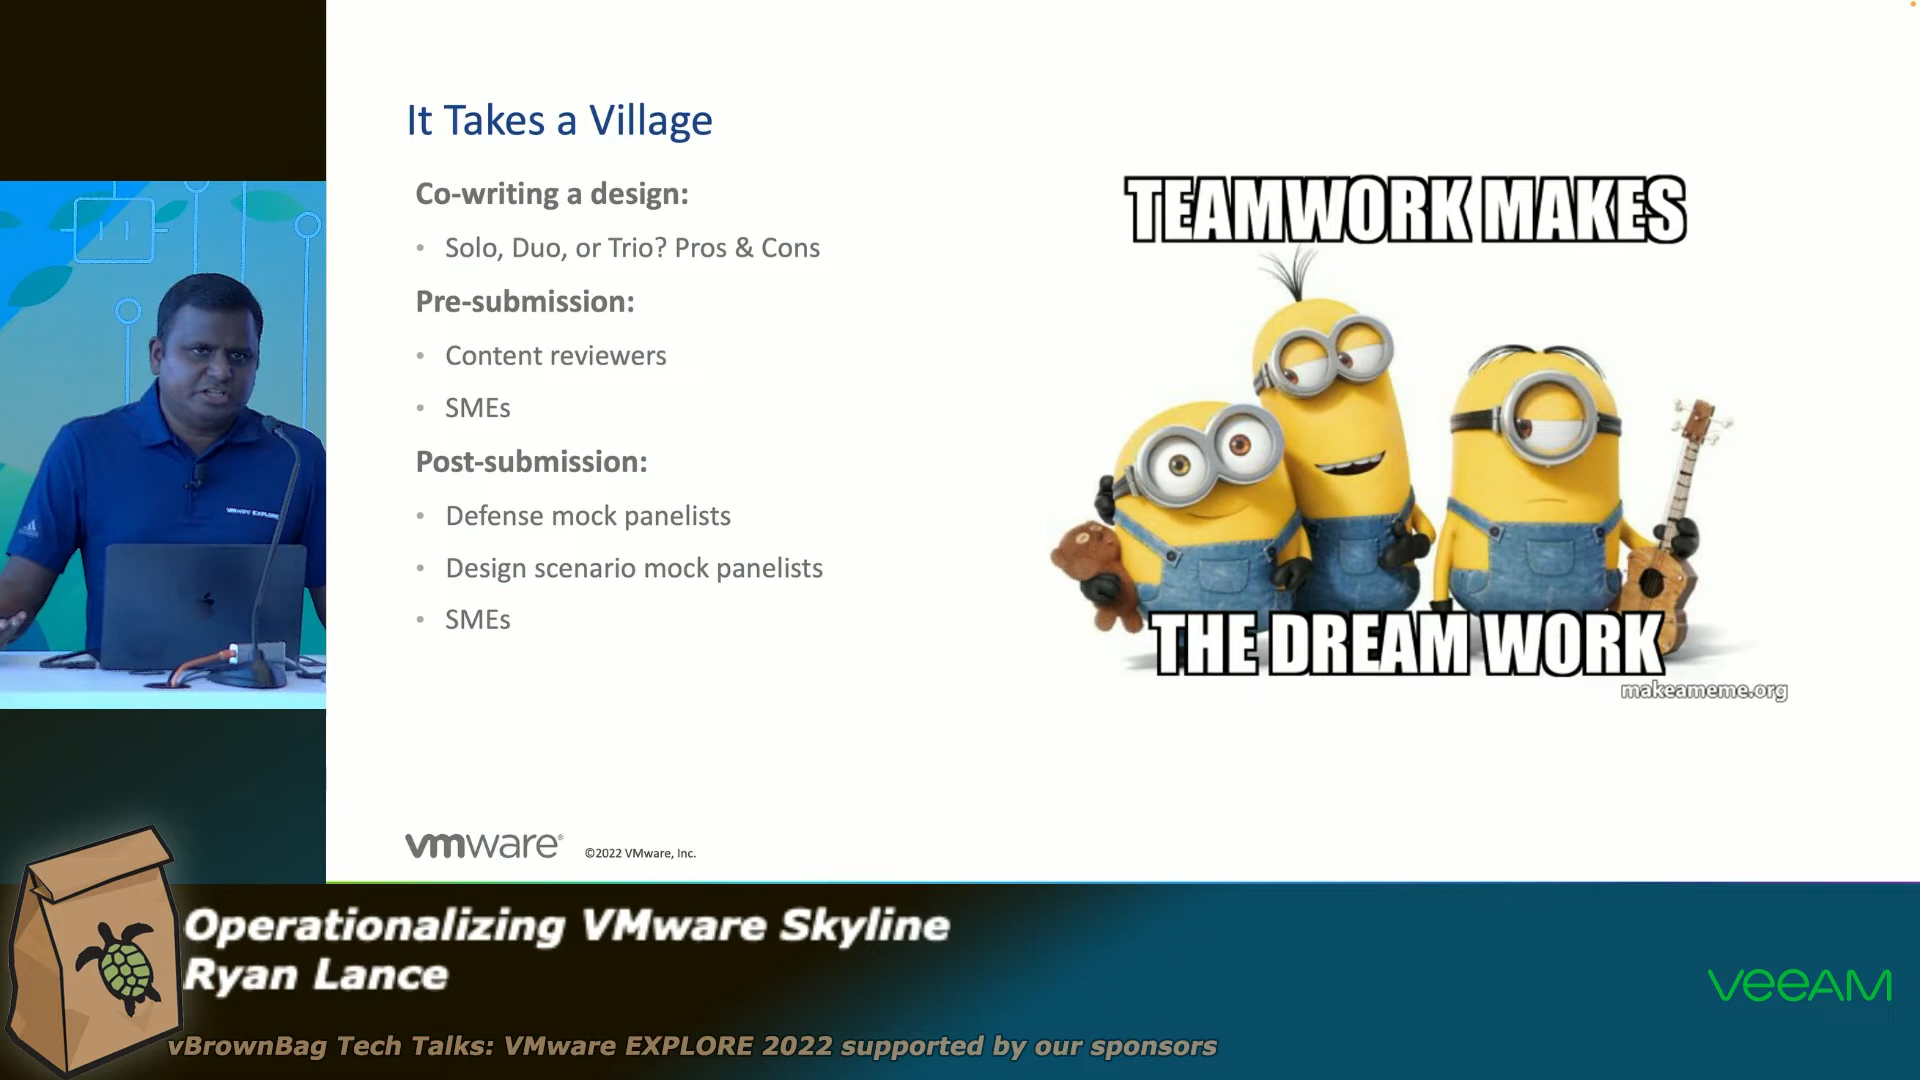 It Takes a Village
Co-writing a design:
• Solo, Duo, or Trio? Pros & Cons
Pre-submission:
• Content reviewers
• SMEs
Post-submission:
• Defense mock panelists
• Design scenario mock panelists
• SMEs
TEAMWORK MAKES
THE DREAM WORK
makeameme.org
VMWARE EXPLORE
vmware®
©2022 VMware, Inc.
Operationalizing VMware Skyline
Ryan Lance
veeAM
vBrownBag Tech Talks: VMware EXPLORE 2022 supported by our sponsors